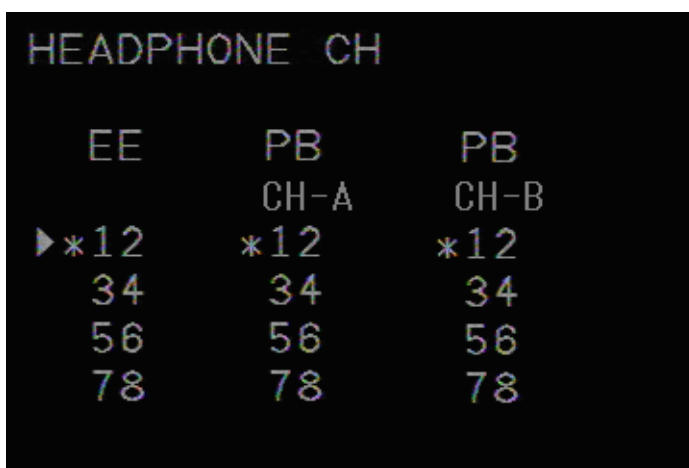 HEADPHONE CH
EE PB PB
CH-A CH-B
▶*12 *12 *12
34 34 34
56 56 56
78 78 78